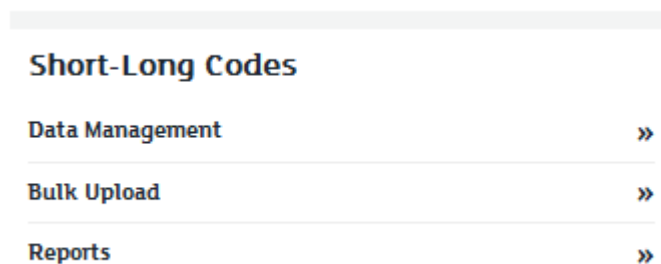 Short-Long Codes
Data Management »
Bulk Upload »
Reports »